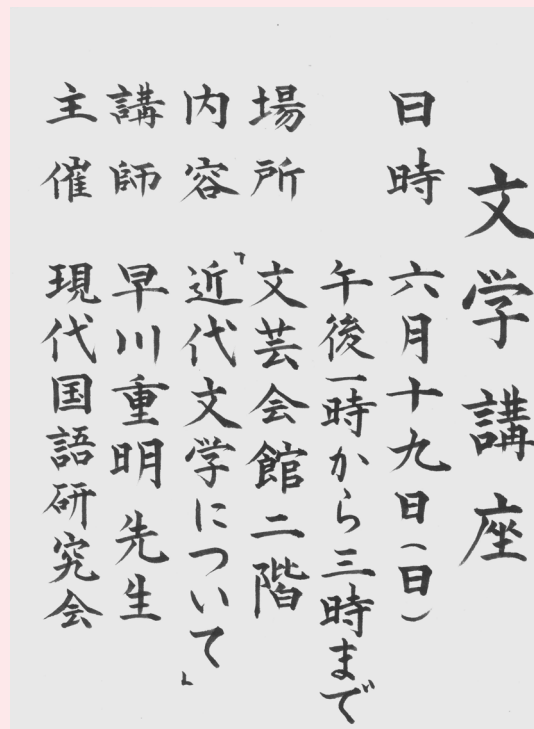 文学講座
日時 六月十九日(日)
午後一時から三時まで
場所 文芸会館二階
内容 「近代文学について」
講師 早川重明先生
主催 現代国語研究会